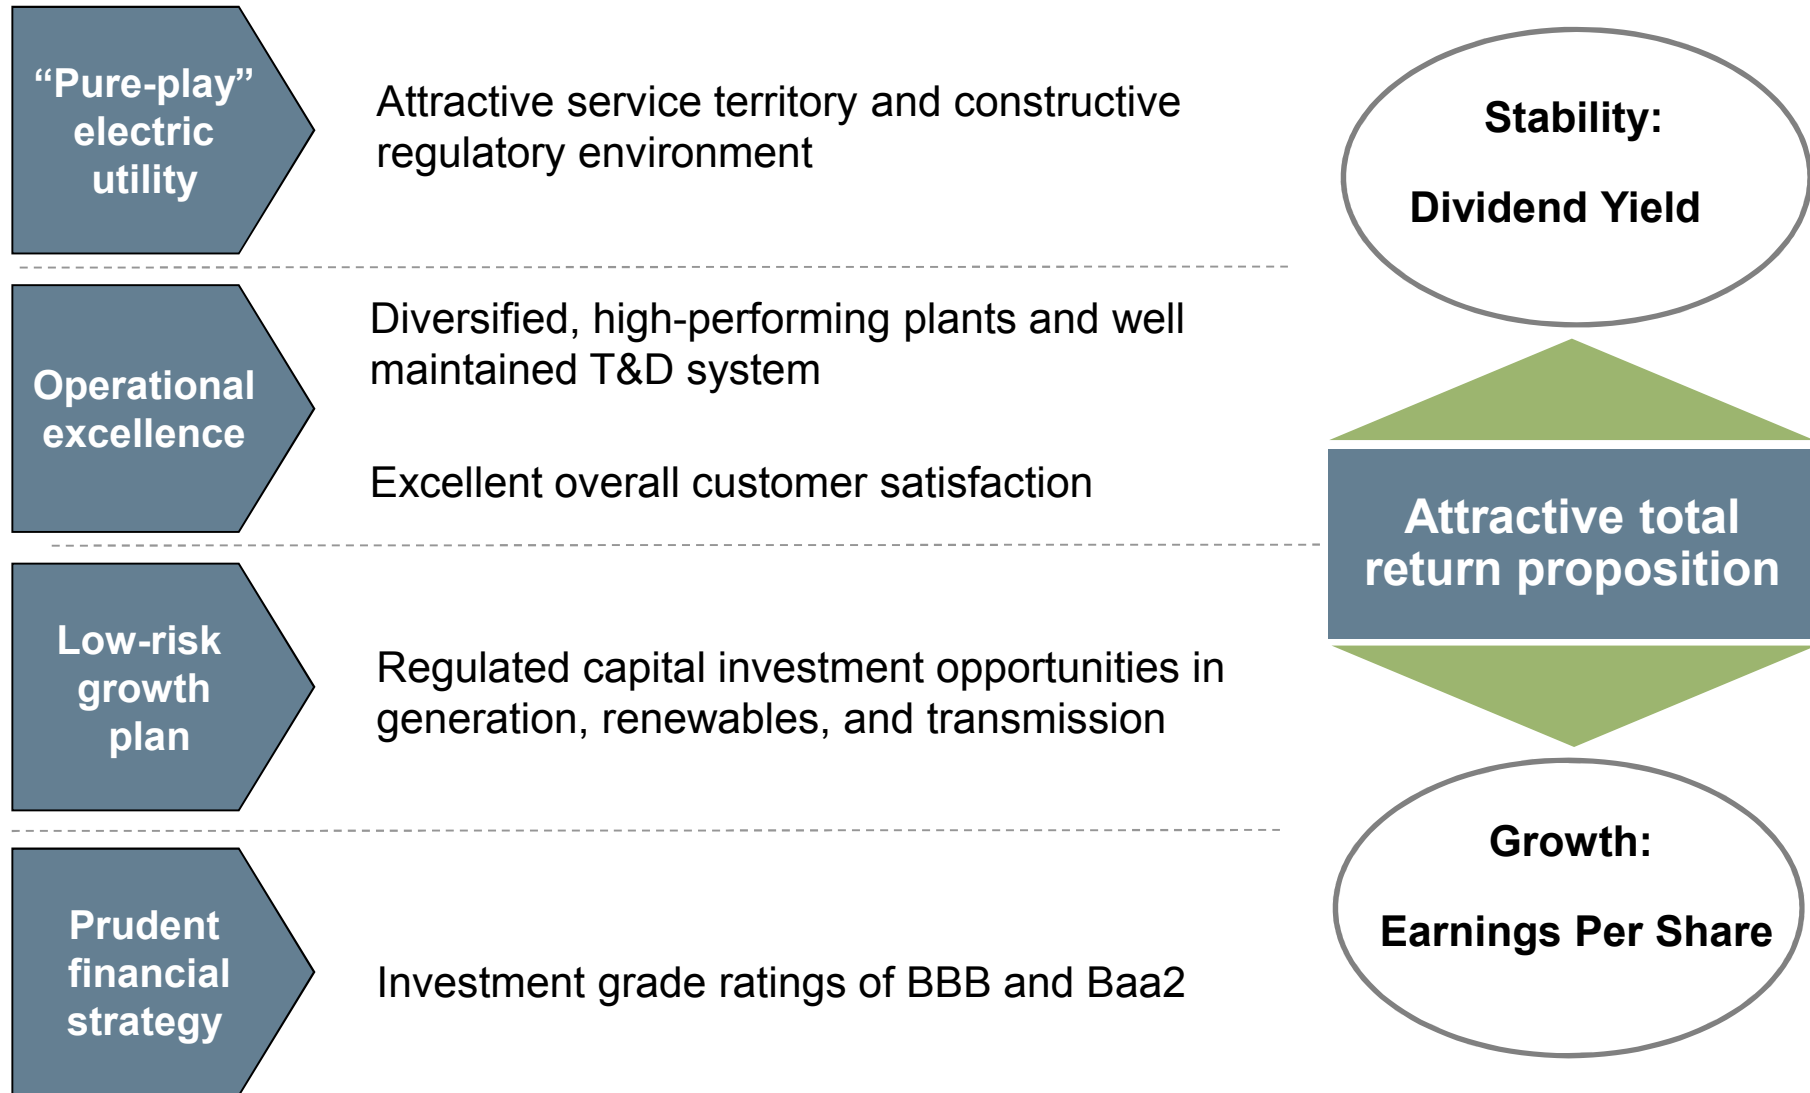 “Pure-play”
electric
utility
Attractive service territory and constructive
regulatory environment
Operational
excellence
Diversified, high-performing plants and well
maintained T&D system
Excellent overall customer satisfaction
Low-risk
growth
plan
Regulated capital investment opportunities in
generation, renewables, and transmission
Prudent
financial
strategy
Investment grade ratings of BBB and Baa2
Stability:
Dividend Yield
Attractive total
return proposition
Growth:
Earnings Per Share